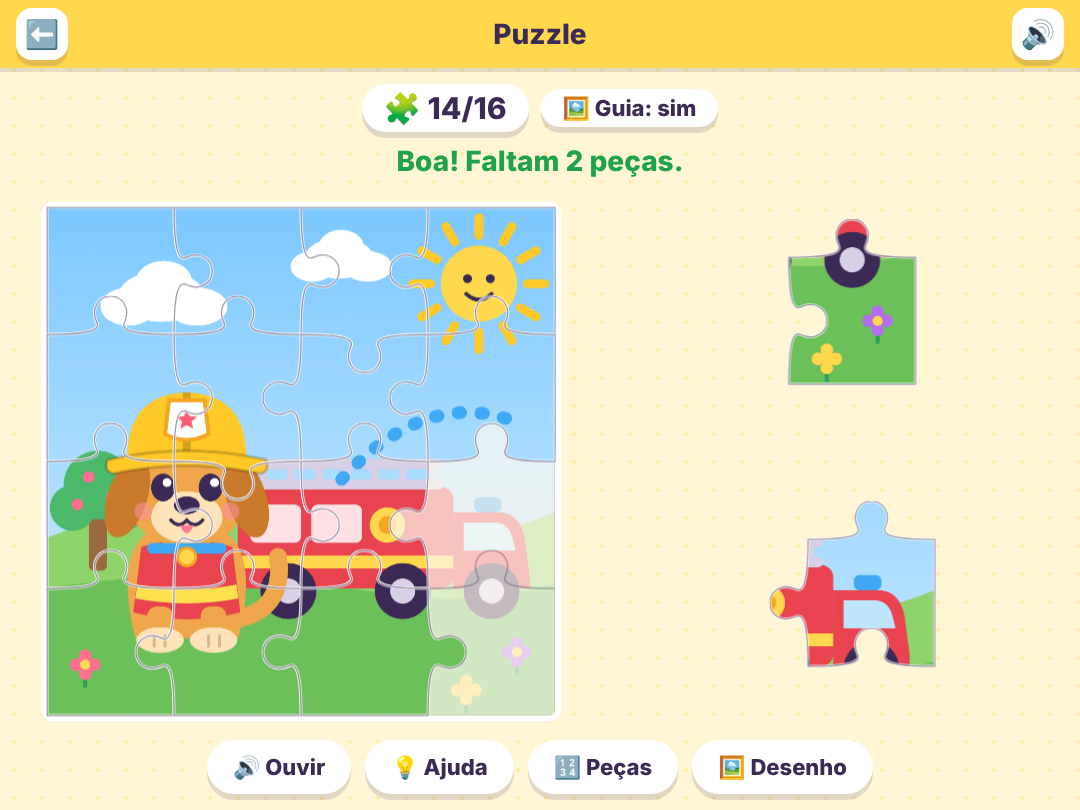 Puzzle
14/16
Guia: sim
Boa! Faltam 2 peças.
Ouvir
Ajuda
Peças
Desenho